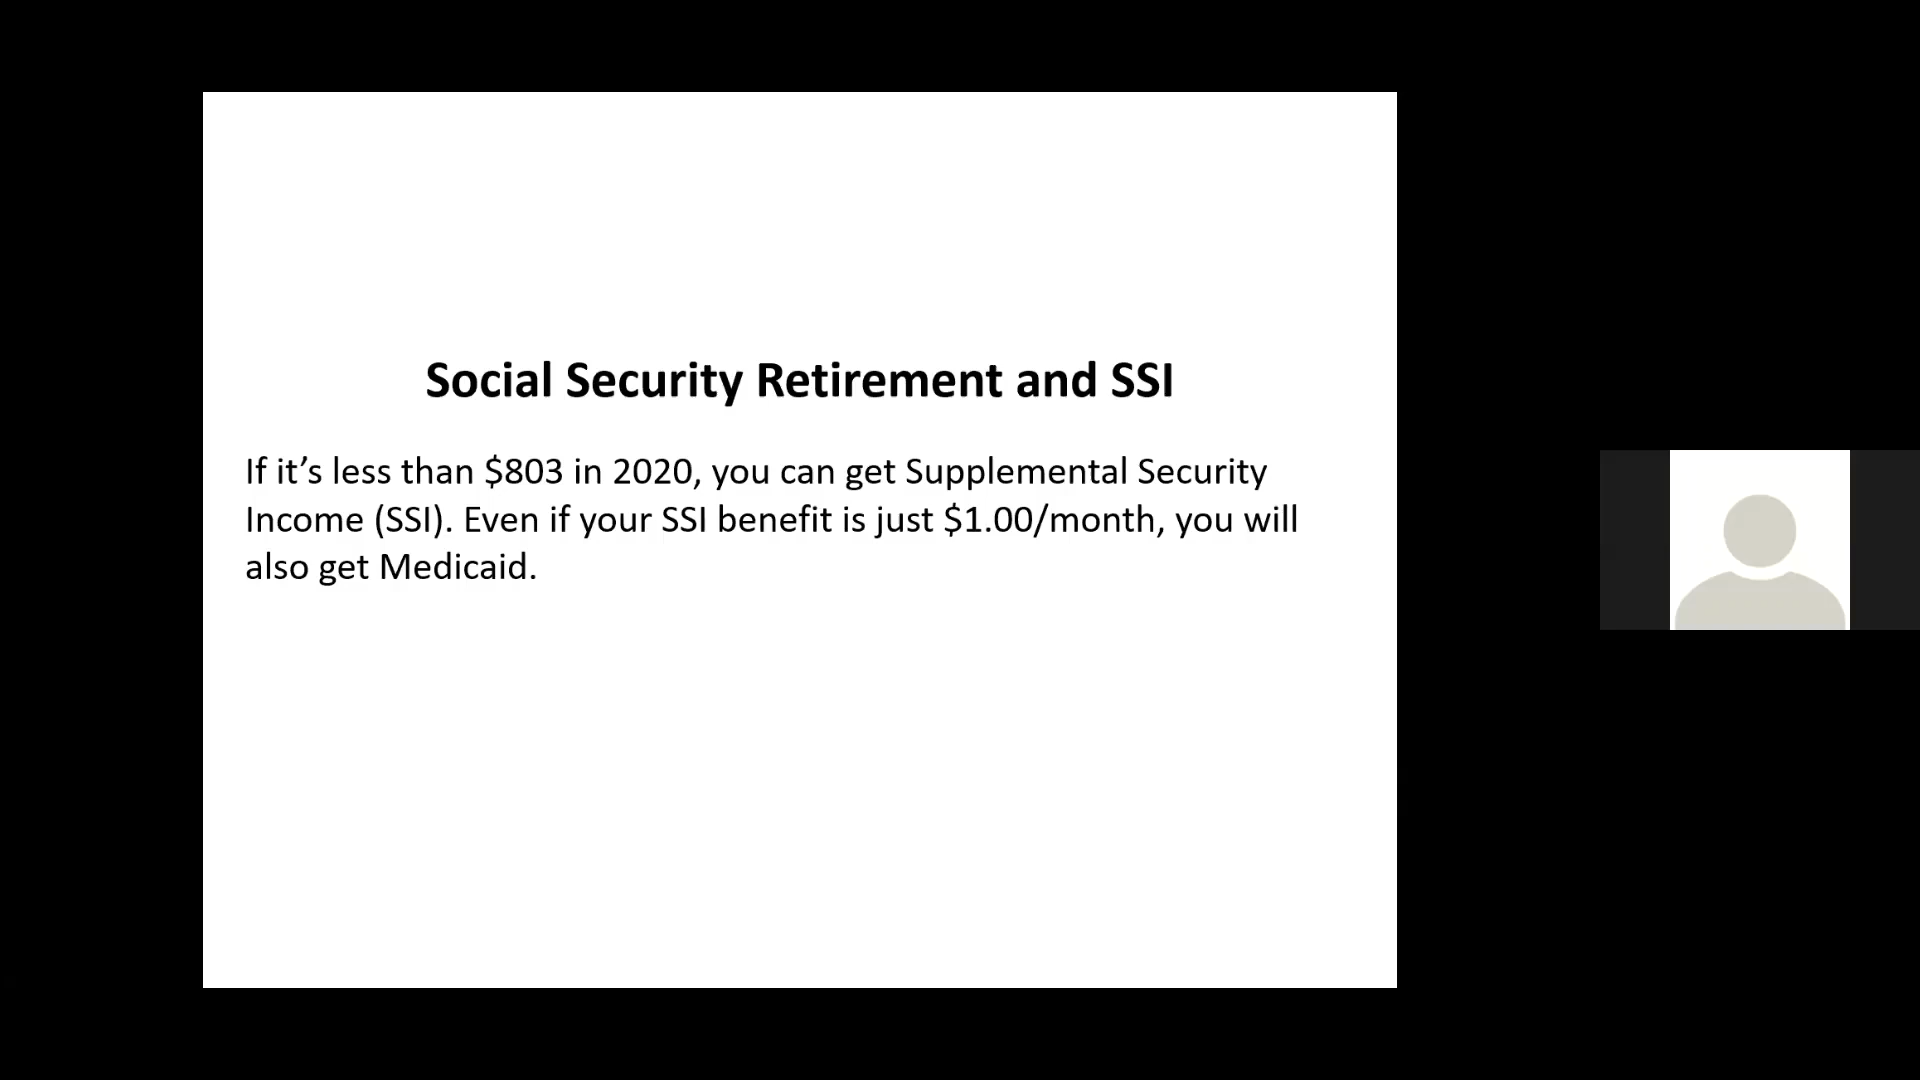 Social Security Retirement and SSI
If it’s less than $803 in 2020, you can get Supplemental Security
Income (SSI). Even if your SSI benefit is just $1.00/month, you will
also get Medicaid.